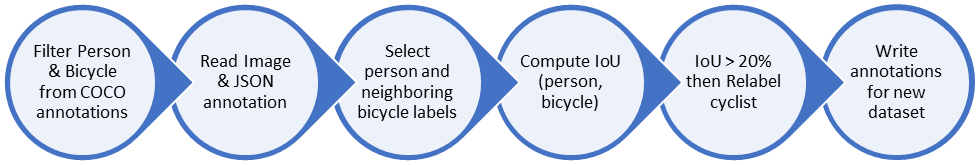 Filter Person
& Bicycle
from COCO
annotations
Read Image
& JSON
annotation
Select
person and
neighboring
bicycle labels
Compute IoU
(person,
bicycle)
IoU > 20%
then Relabel
cyclist
Write
annotations
for new
dataset